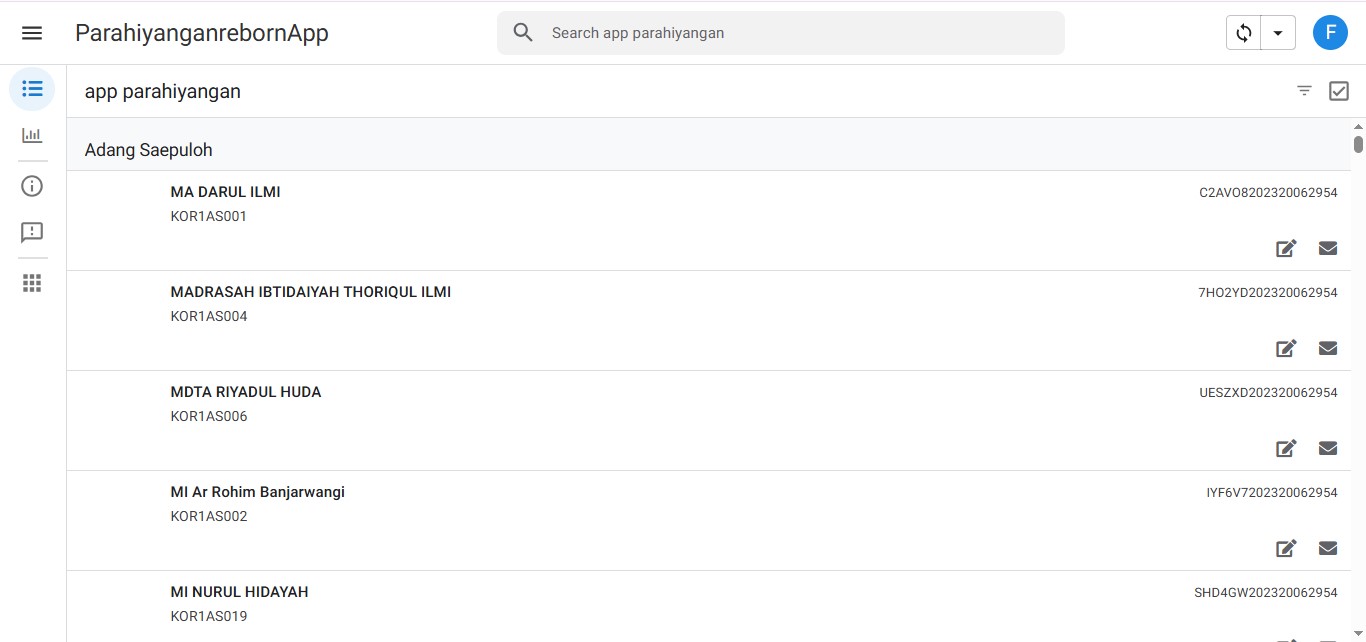 ParahiyanganrebornApp
Search app parahiyangan
F
app parahiyangan
Adang Saepuloh
MA DARUL ILMI
C2AVO8202320062954
KOR1AS001
MADRASAH IBTIDAIYAH THORIQUL ILMI
7HO2YD202320062954
KOR1AS004
MDTA RIYADUL HUDA
UESZXD202320062954
KOR1AS006
MI Ar Rohim Banjarwangi
IYF6V7202320062954
KOR1AS002
MI NURUL HIDAYAH
SHD4GW202320062954
KOR1AS019